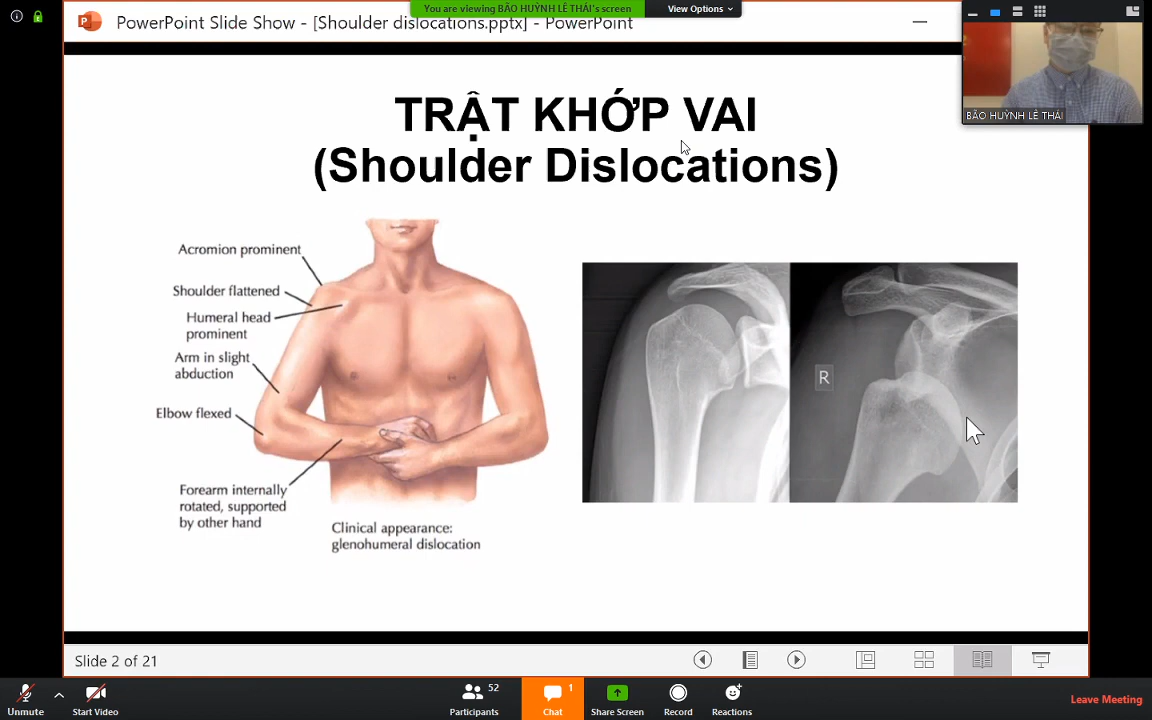 You are viewing BẢO HUỲNH LÊ THÁI's screen
View Options
PowerPoint Slide Show - [Shoulder dislocations.pptx] - PowerPoint
BẢO HUỲNH LÊ THÁI
TRẬT KHỚP VAI
(Shoulder Dislocations)
Acromion prominent
Shoulder flattened
Humeral head
prominent
Arm in slight
abduction
Elbow flexed
Forearm internally
rotated, supported
by other hand
Clinical appearance:
glenohumeral dislocation
R
Slide 2 of 21
Unmute
Start Video
52
Participants
1
Chat
Share Screen
Record
Reactions
Leave Meeting